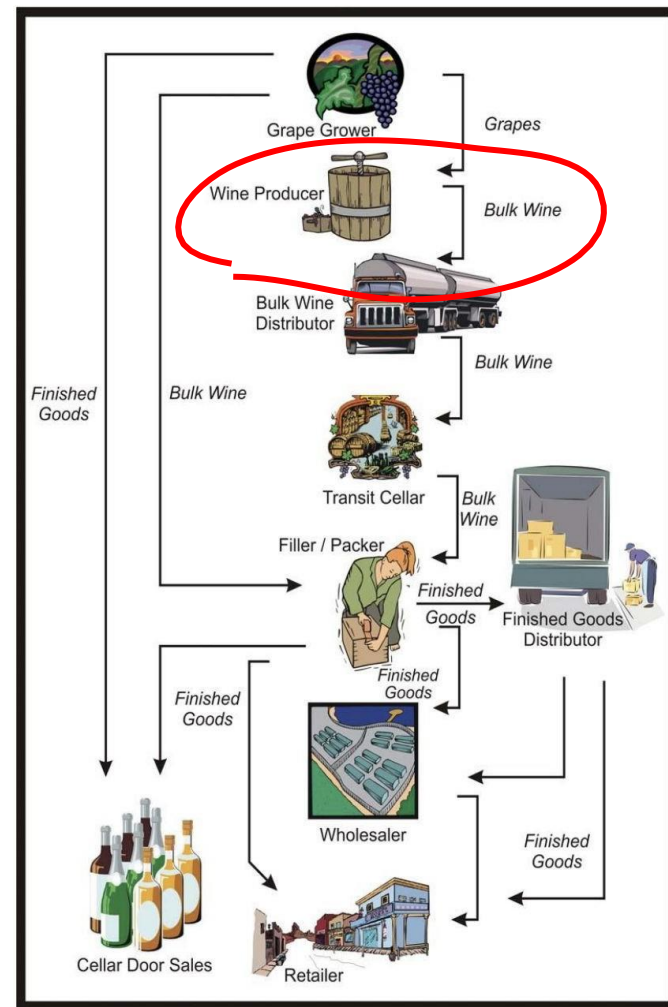 Grape Grower
Grapes
Wine Producer
Bulk Wine
Bulk Wine
Distributor
Bulk Wine
Finished
Goods
Bulk Wine
Transit Cellar
Bulk
Wine
Filler / Packer
Finished
Goods
Finished Goods
Distributor
Finished
Goods
Finished
Goods
Wholesaler
Finished
Goods
Cellar Door Sales
Retailer